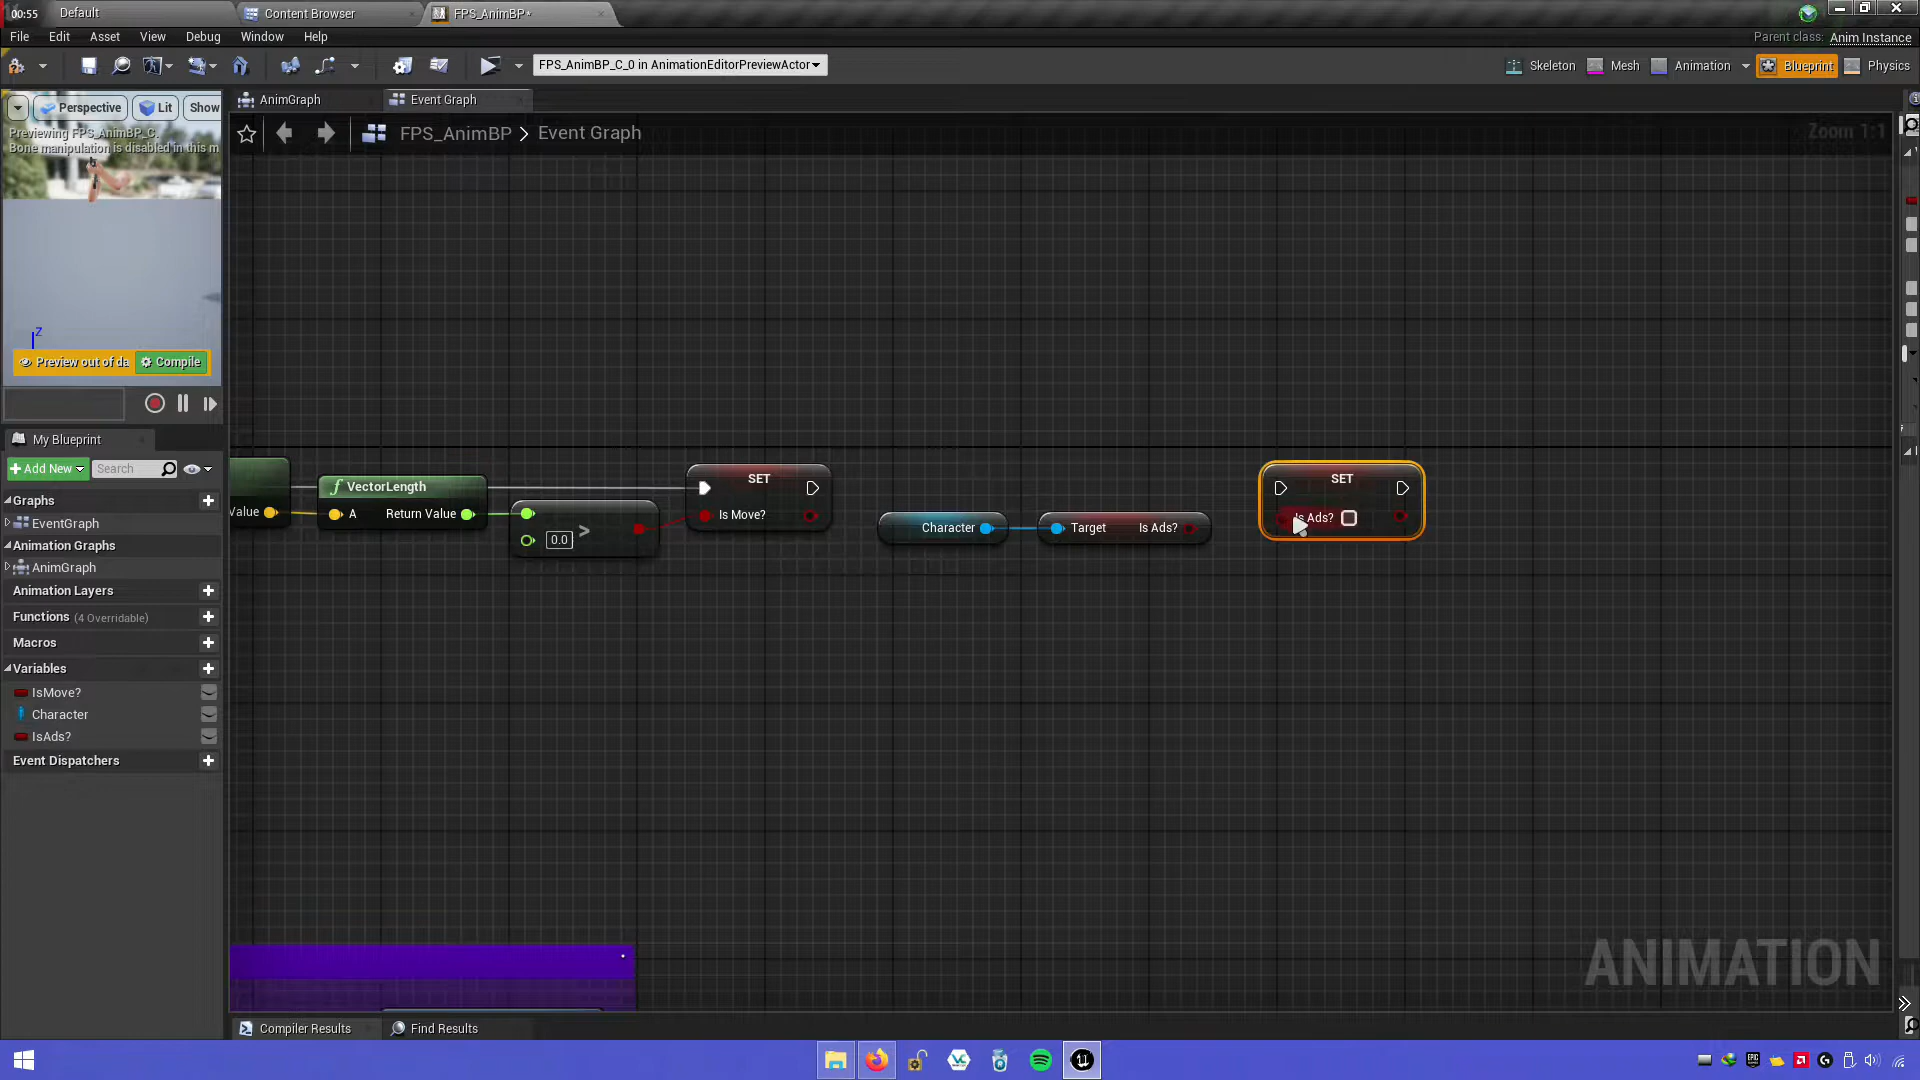 00:55
Default
Content Browser
FPS_AnimBP*
File Edit Asset View Debug Window Help
Parent class: Anim Instance
FPS_AnimBP_C_0 in AnimationEditorPreviewActor
Skeleton Mesh Animation Blueprint Physics
Perspective Lit Show
AnimGraph
Event Graph
Previewing FPS_AnimBP_C.
Bone manipulation is disabled in this m
FPS_AnimBP > Event Graph
Zoom 1:1
Z
Preview out of da
Compile
My Blueprint
Add New
Search
Graphs
EventGraph
Animation Graphs
AnimGraph
Animation Layers
Functions (4 Overridable)
Macros
Variables
IsMove?
Character
IsAds?
Event Dispatchers
Value
f VectorLength
A Return Value
0.0
>
SET
Is Move?
Character
Target Is Ads?
SET
Is Ads?
ANIMATION
Compiler Results
Find Results